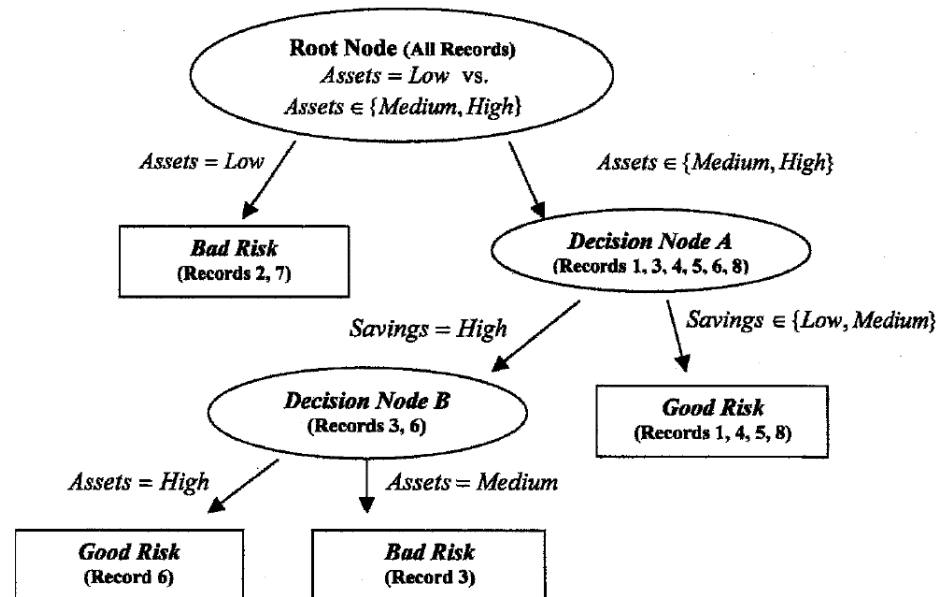 Root Node (All Records)
Assets = Low vs.
Assets ∈ {Medium, High}
Assets = Low
Assets ∈ {Medium, High}
Bad Risk
(Records 2, 7)
Decision Node A
(Records 1, 3, 4, 5, 6, 8)
Savings = High
Savings ∈ {Low, Medium}
Decision Node B
(Records 3, 6)
Good Risk
(Records 1, 4, 5, 8)
Assets = High
Assets = Medium
Good Risk
(Record 6)
Bad Risk
(Record 3)